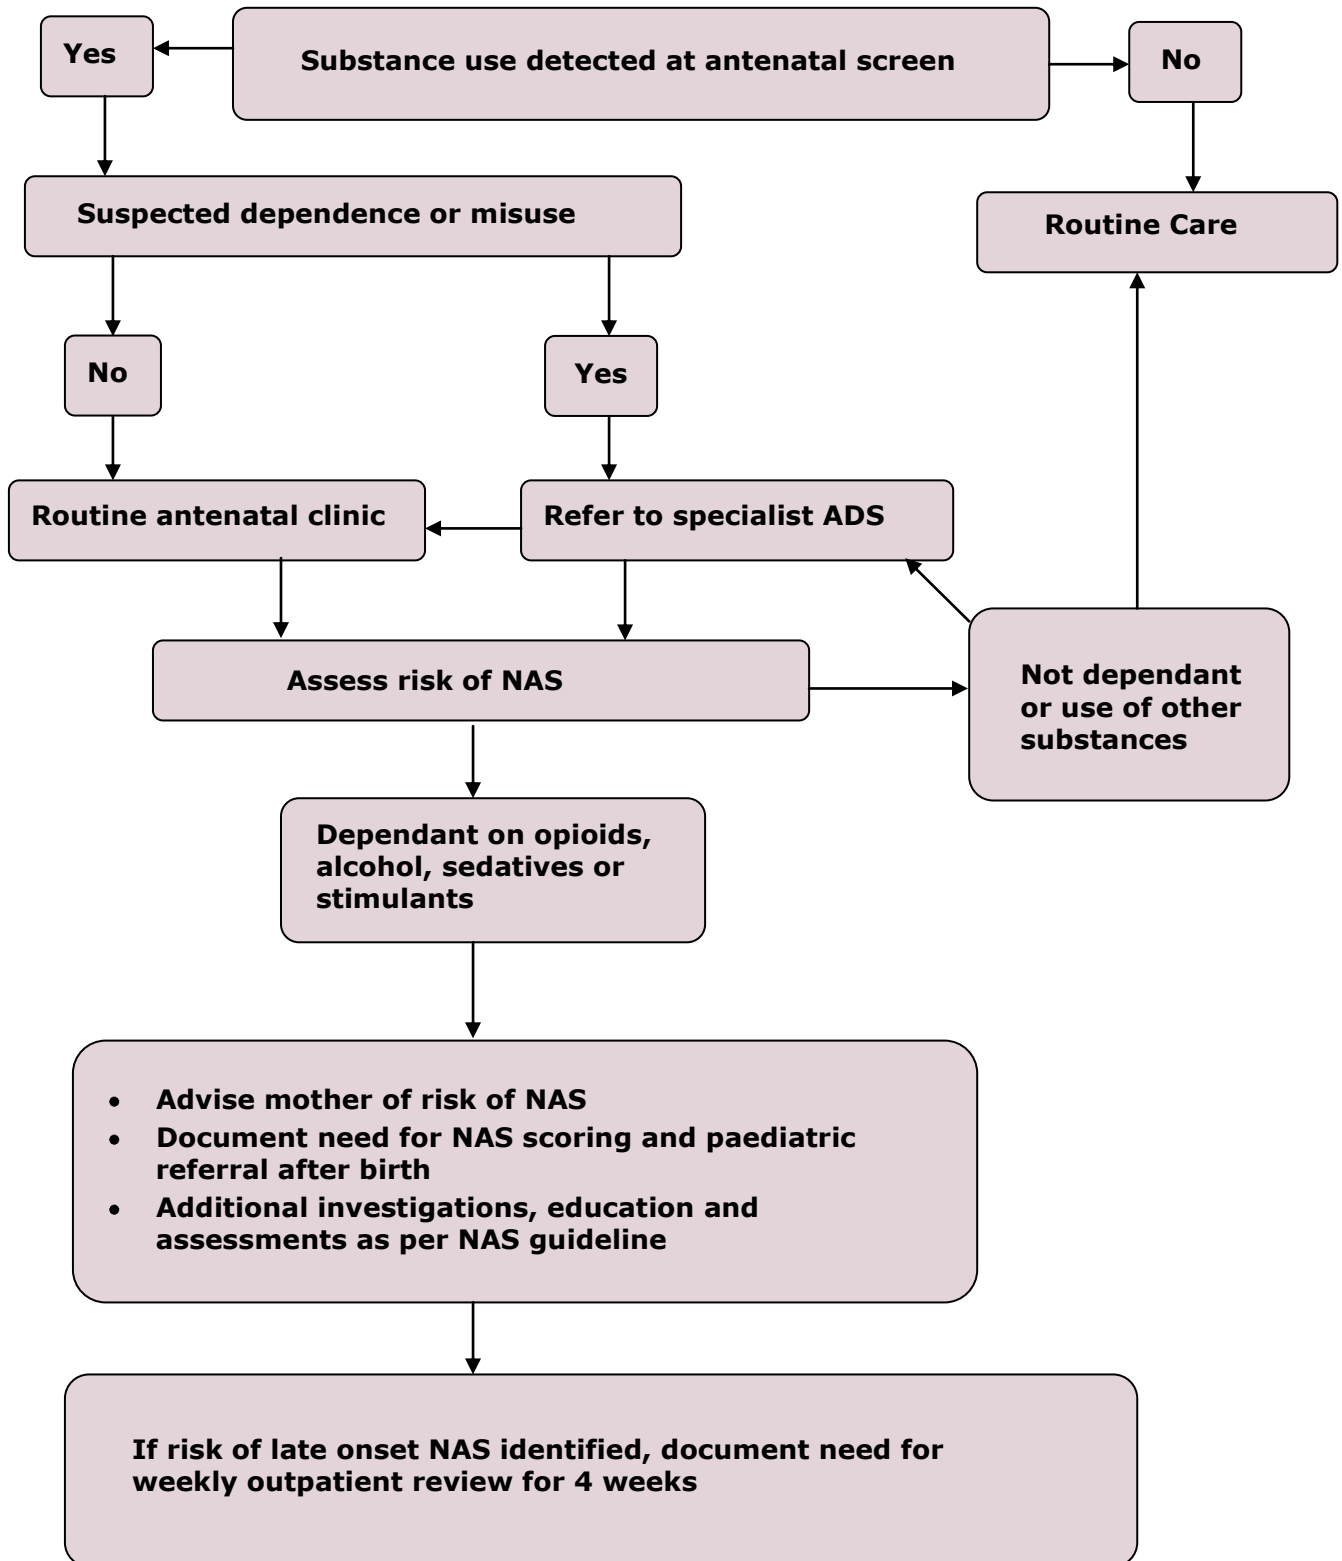 Yes
Substance use detected at antenatal screen
No
Suspected dependence or misuse
Routine Care
No
Yes
Routine antenatal clinic
Refer to specialist ADS
Assess risk of NAS
Not dependant
or use of other
substances
Dependant on opioids,
alcohol, sedatives or
stimulants
• Advise mother of risk of NAS
• Document need for NAS scoring and paediatric
referral after birth
• Additional investigations, education and
assessments as per NAS guideline
If risk of late onset NAS identified, document need for
weekly outpatient review for 4 weeks